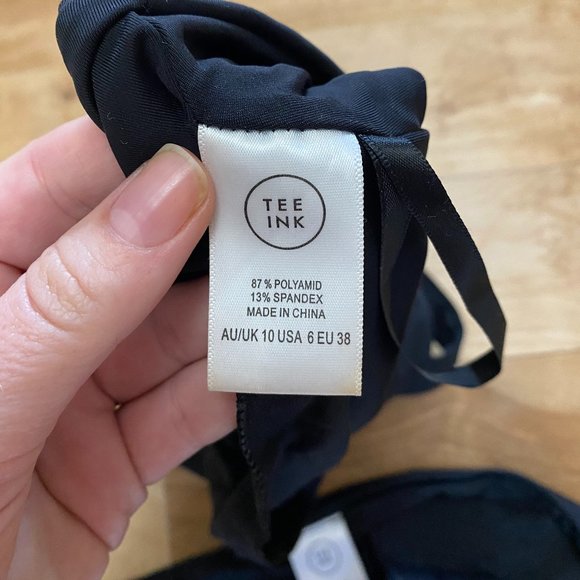 TEE
INK
87 % POLYAMID
13% SPANDEX
MADE IN CHINA
AU/UK 10 USA 6 EU 38